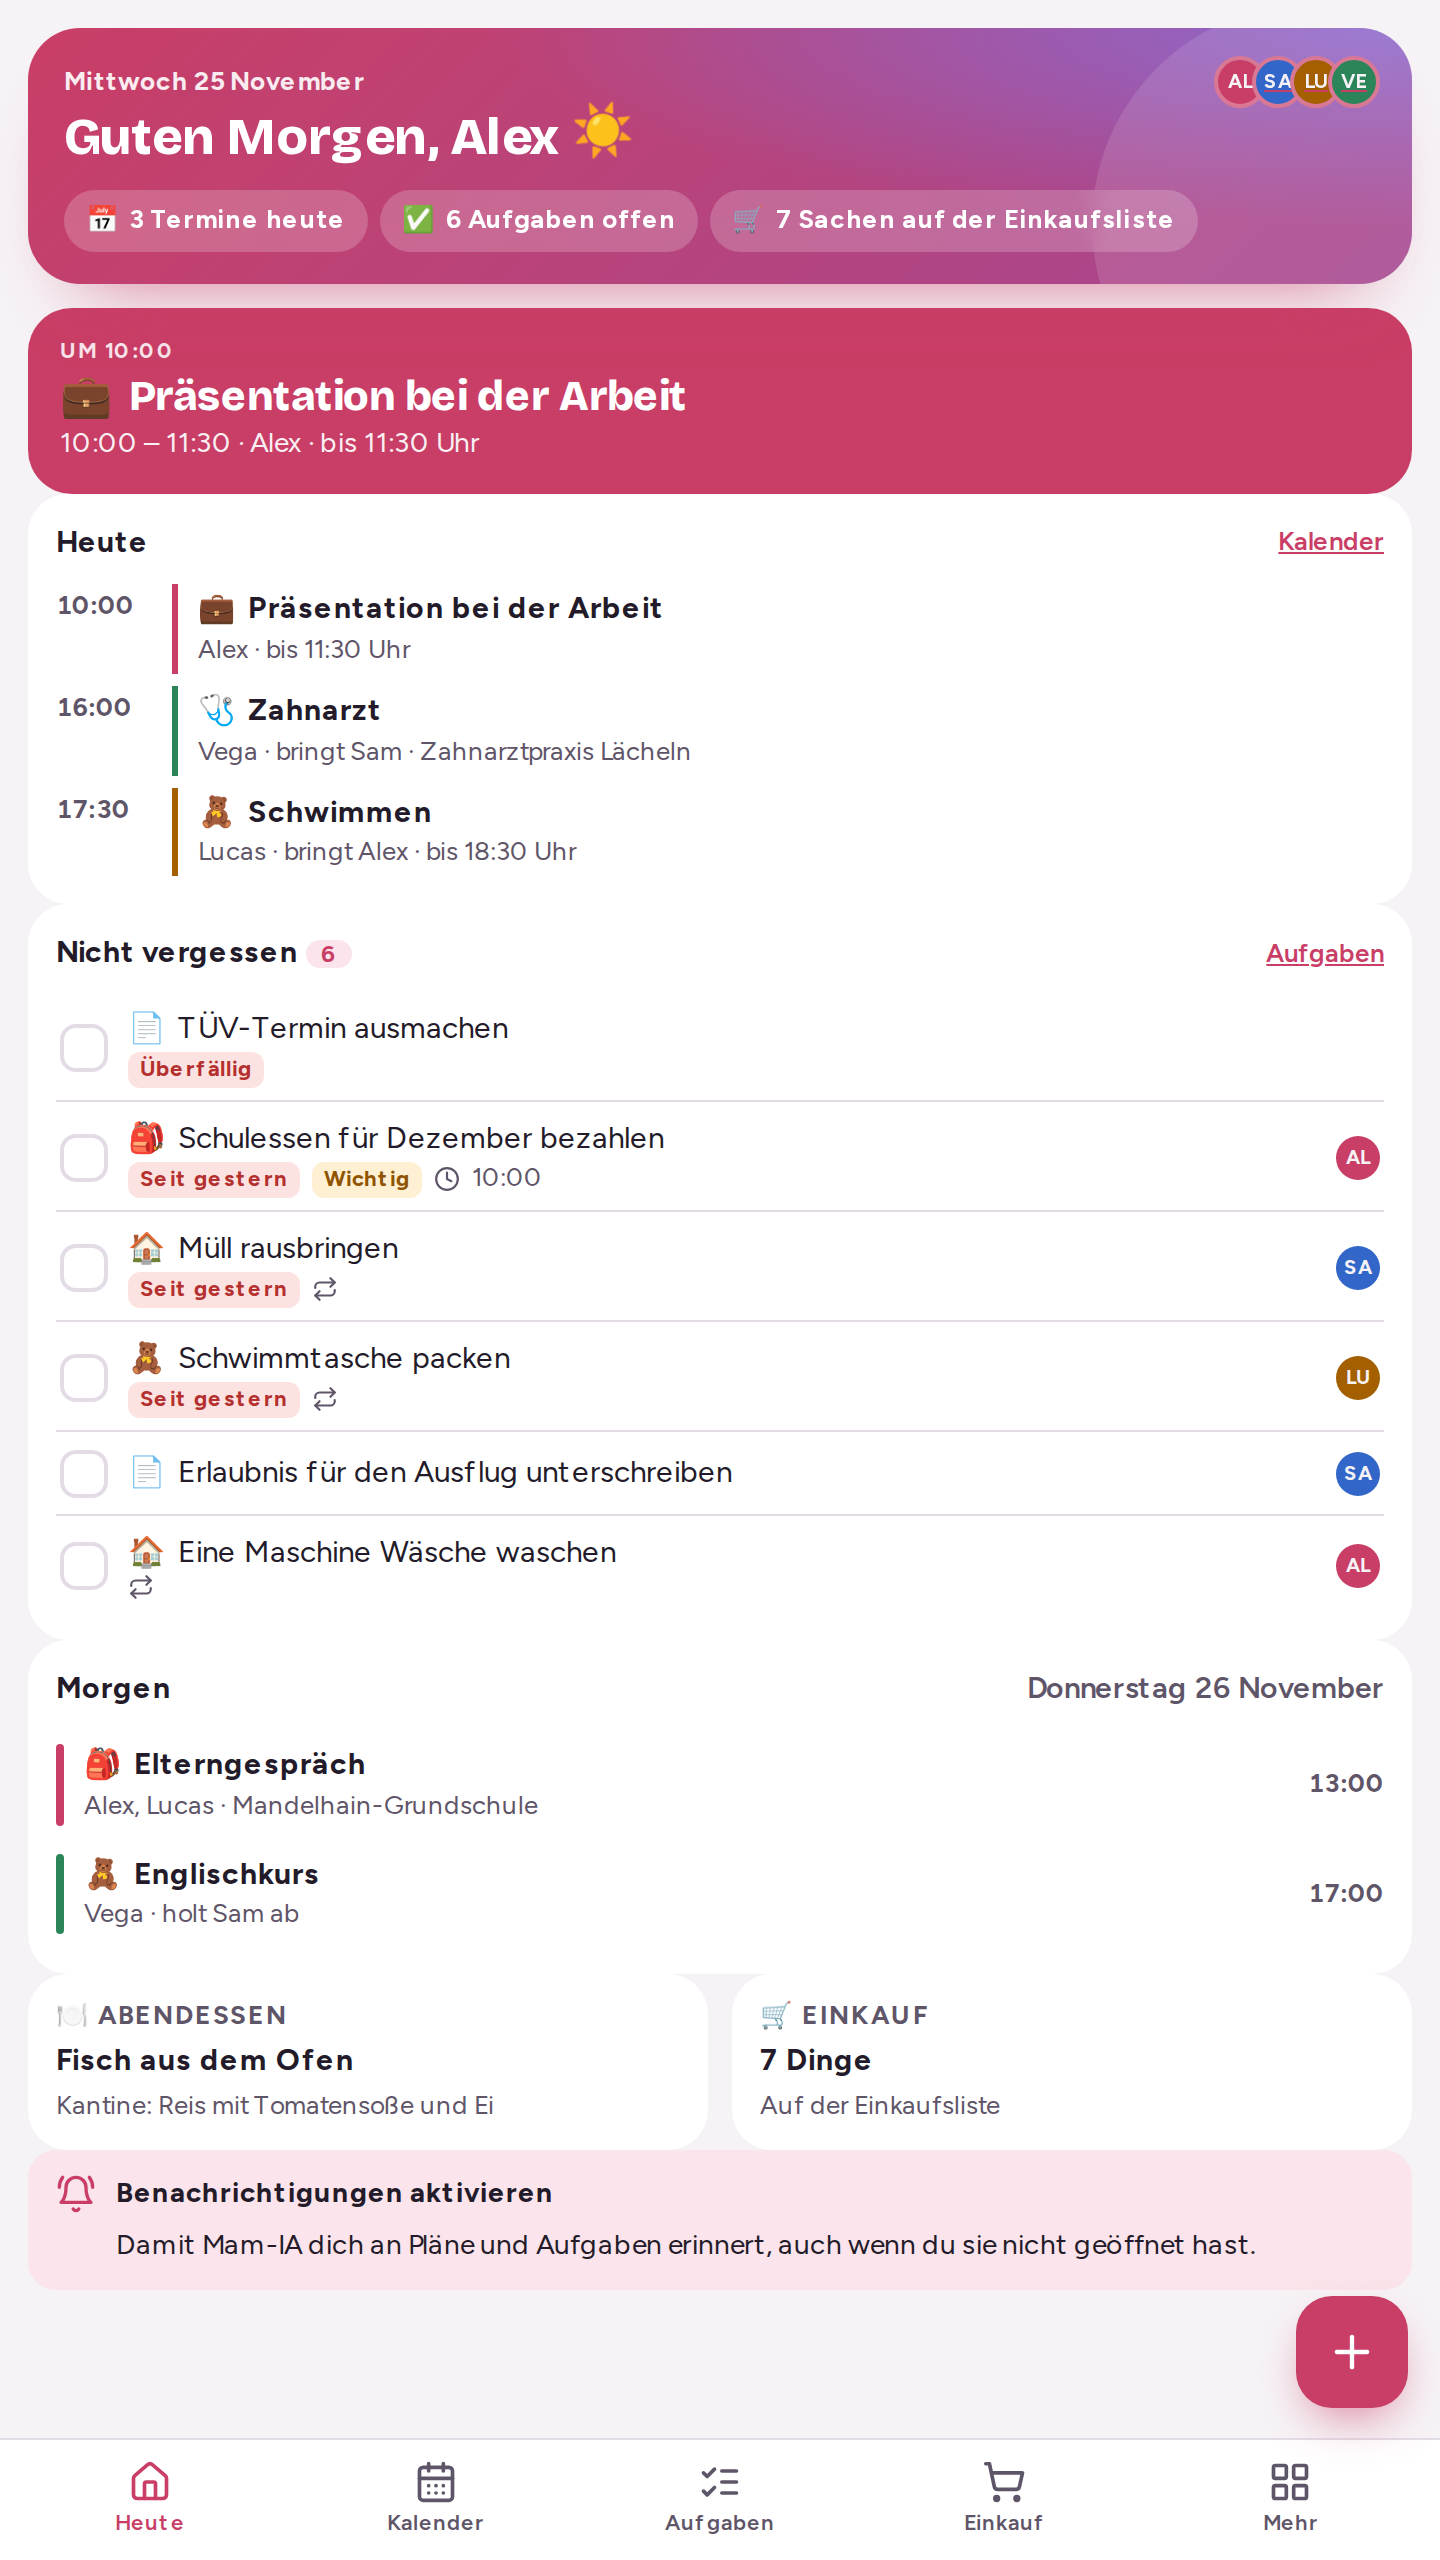 Mittwoch 25 November
AL SA LU VE
Guten Morgen, Alex
3 Termine heute
6 Aufgaben offen
7 Sachen auf der Einkaufsliste
UM 10:00
Präsentation bei der Arbeit
10:00 – 11:30 · Alex · bis 11:30 Uhr
Heute
Kalender
10:00
Präsentation bei der Arbeit
Alex · bis 11:30 Uhr
16:00
Zahnarzt
Vega · bringt Sam · Zahnarztpraxis Lächeln
17:30
Schwimmen
Lucas · bringt Alex · bis 18:30 Uhr
Nicht vergessen 6
Aufgaben
TÜV-Termin ausmachen
Überfällig
Schulessen für Dezember bezahlen
Seit gestern Wichtig 10:00
AL
Müll rausbringen
Seit gestern
SA
Schwimmtasche packen
Seit gestern
LU
Erlaubnis für den Ausflug unterschreiben
SA
Eine Maschine Wäsche waschen
AL
Morgen
Donnerstag 26 November
Elterngespräch
Alex, Lucas · Mandelhain-Grundschule
13:00
Englischkurs
Vega · holt Sam ab
17:00
ABENDESSEN
Fisch aus dem Ofen
Kantine: Reis mit Tomatensoße und Ei
EINKAUF
7 Dinge
Auf der Einkaufsliste
Benachrichtigungen aktivieren
Damit Mam-IA dich an Pläne und Aufgaben erinnert, auch wenn du sie nicht geöffnet hast.
Heute
Kalender
Aufgaben
Einkauf
Mehr